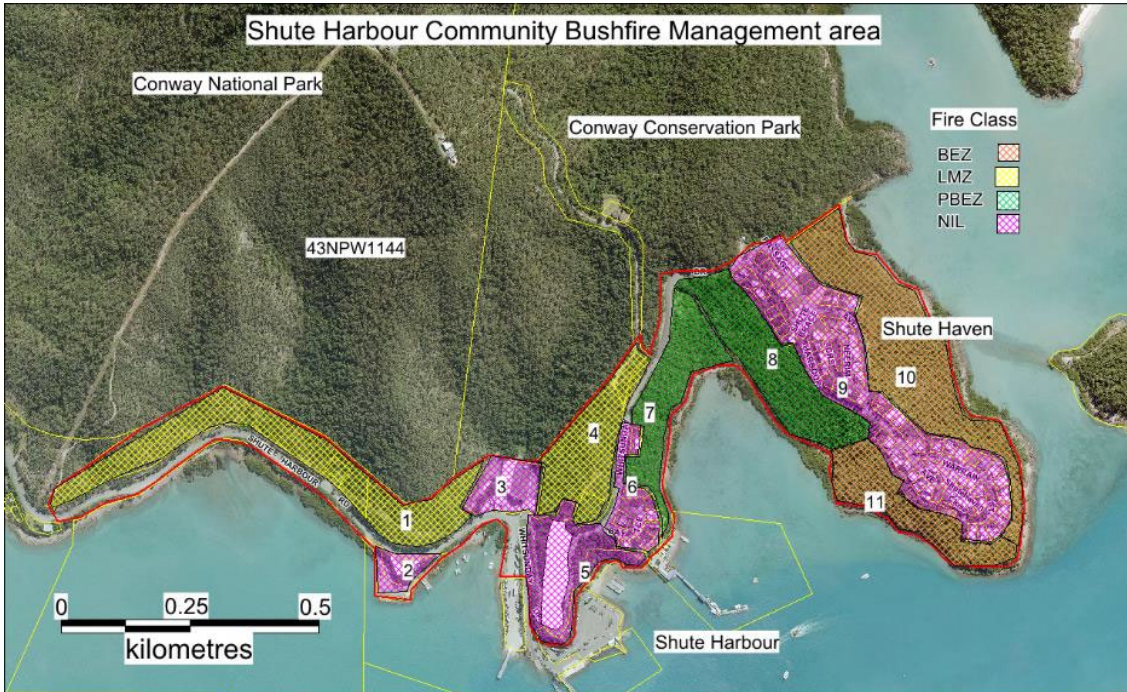 Shute Harbour Community Bushfire Management area
Conway National Park
Conway Conservation Park
Fire Class
BEZ
LMZ
PBEZ
NIL
43NPW1144
Shute Haven
8
9
10
7
4
SHUTE HARBOUR RD
3
6
11
1
2
5
0 0.25 0.5
kilometres
Shute Harbour